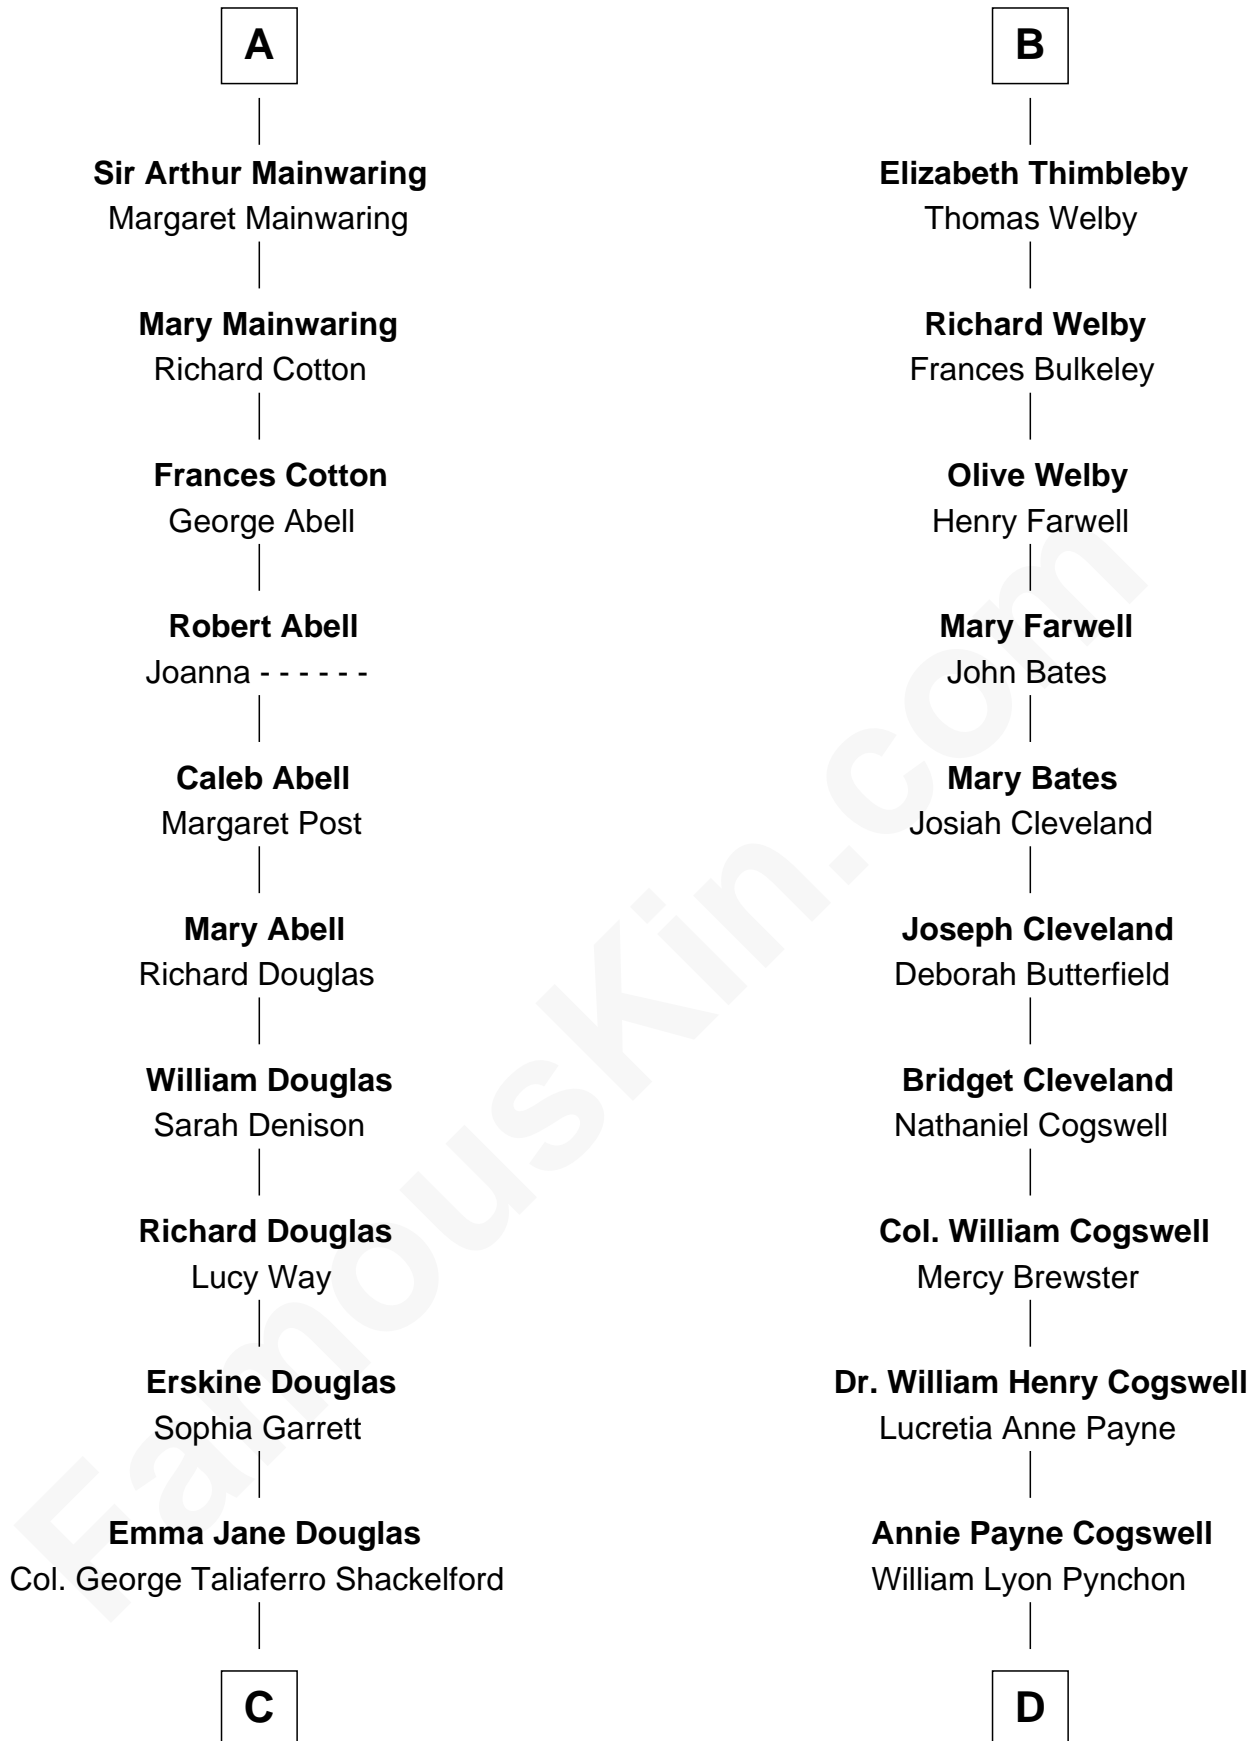 A
Sir Arthur Mainwaring
Margaret Mainwaring
Mary Mainwaring
Richard Cotton
Frances Cotton
George Abell
Robert Abell
Joanna - - - - - -
Caleb Abell
Margaret Post
Mary Abell
Richard Douglas
William Douglas
Sarah Denison
Richard Douglas
Lucy Way
Erskine Douglas
Sophia Garrett
Emma Jane Douglas
Col. George Taliaferro Shackelford
C
B
Elizabeth Thimbleby
Thomas Welby
Richard Welby
Frances Bulkeley
Olive Welby
Henry Farwell
Mary Farwell
John Bates
Mary Bates
Josiah Cleveland
Joseph Cleveland
Deborah Butterfield
Bridget Cleveland
Nathaniel Cogswell
Col. William Cogswell
Mercy Brewster
Dr. William Henry Cogswell
Lucretia Anne Payne
Annie Payne Cogswell
William Lyon Pynchon
D
FamousKin.com